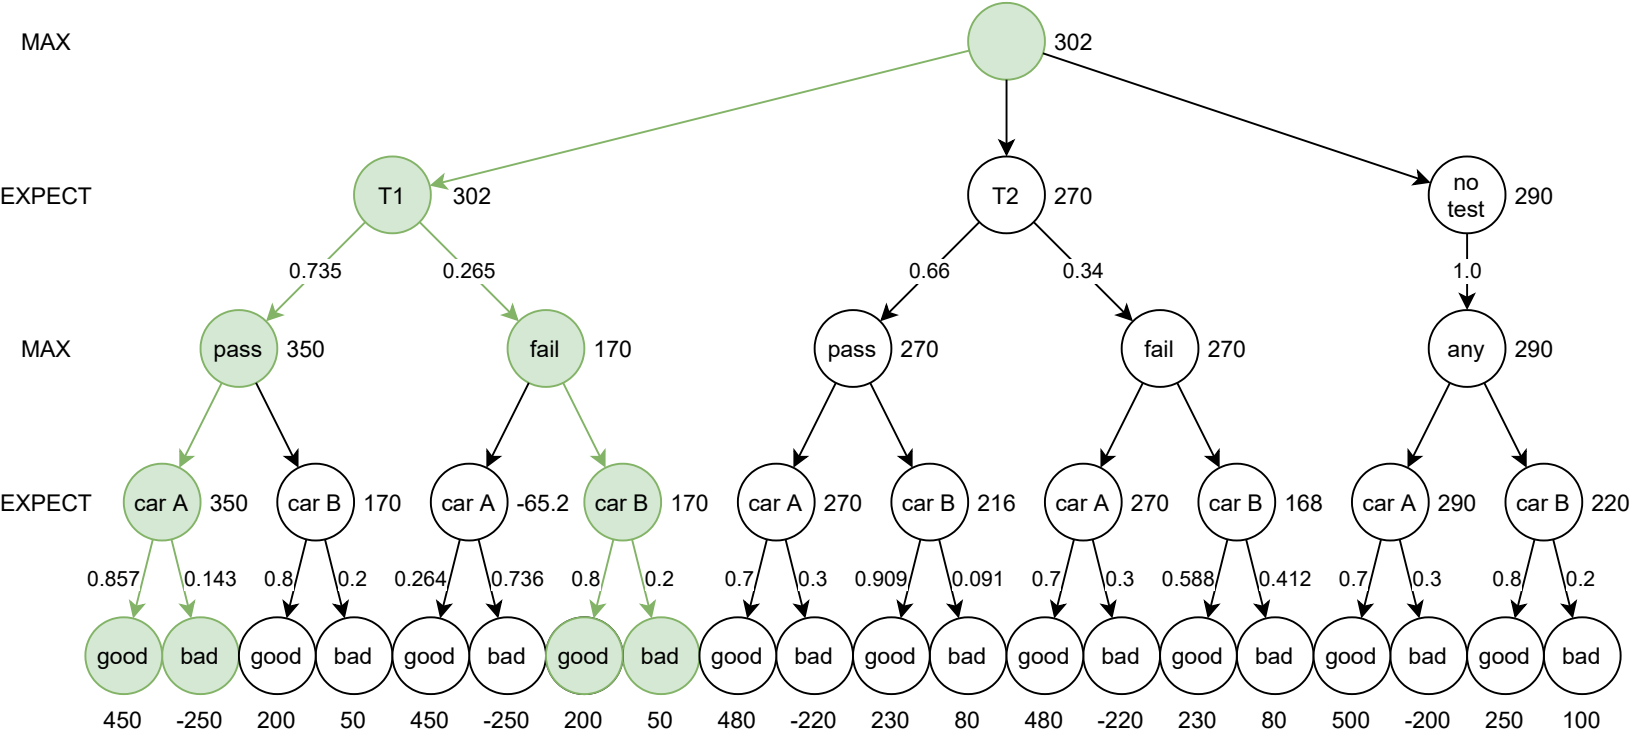 MAX
302
EXPECT
T1
302
T2
270
no
test
290
0.735
0.265
0.66
0.34
1.0
MAX
pass
350
fail
170
pass
270
fail
270
any
290
EXPECT
car A
350
car B
170
car A
-65.2
car B
170
car A
270
car B
216
car A
270
car B
168
car A
290
car B
220
0.857
0.143
0.8
0.2
0.264
0.736
0.8
0.2
0.7
0.3
0.909
0.091
0.7
0.3
0.588
0.412
0.7
0.3
0.8
0.2
good
bad
good
bad
good
bad
good
bad
good
bad
good
bad
good
bad
good
bad
good
bad
good
bad
450
-250
200
50
450
-250
200
50
480
-220
230
80
480
-220
230
80
500
-200
250
100